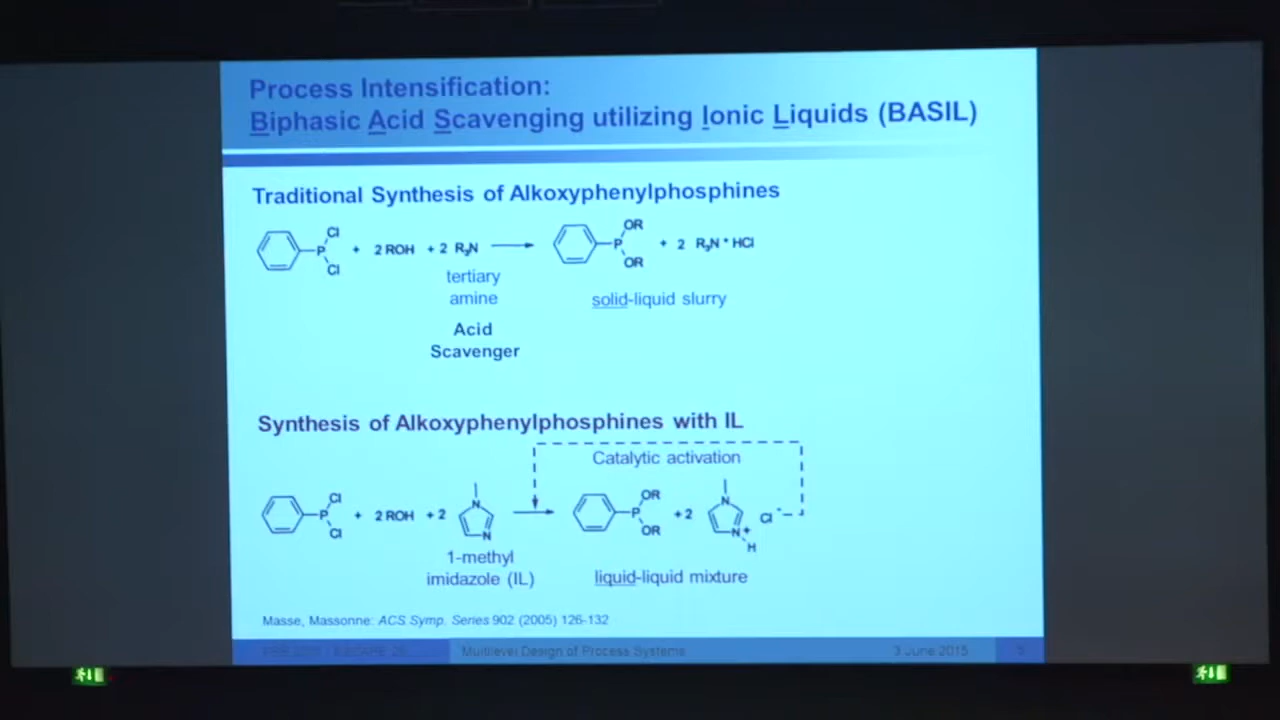 Process Intensification:
Biphasic Acid Scavenging utilizing Ionic Liquids (BASIL)
Traditional Synthesis of Alkoxyphenylphosphines
Cl
P
Cl
+ 2 ROH + 2 R₃N
OR
P
OR
+ 2 R₃N * HCl
tertiary
amine
solid-liquid slurry
Acid
Scavenger
Synthesis of Alkoxyphenylphosphines with IL
Catalytic activation
Cl
P
Cl
+ 2 ROH + 2
N
N
OR
P
OR
+2
N
N+
H
Cl -
1-methyl
imidazole (IL)
liquid-liquid mixture
Masse, Massonne: ACS Symp. Series 902 (2005) 126-132
Multilevel Design of Process Systems
3 June 2015